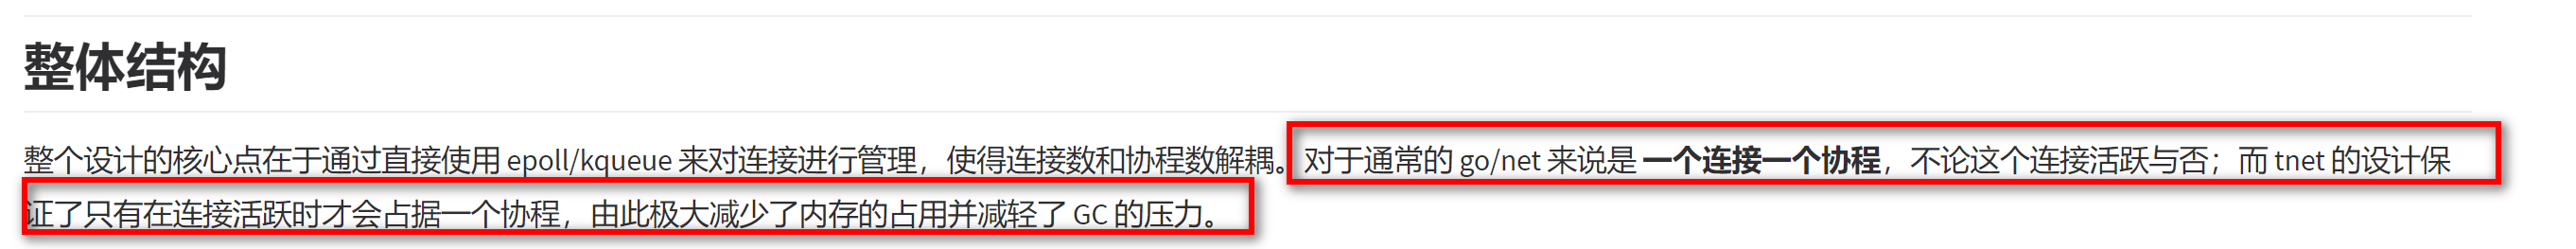 整体结构
整个设计的核心点在于通过直接使用 epoll/kqueue 来对连接进行管理，使得连接数和协程数解耦。对于通常的 go/net 来说是 一个连接一个协程，不论这个连接活跃与否；而 tnet 的设计保
证了只有在连接活跃时才会占据一个协程，由此极大减少了内存的占用并减轻了 GC 的压力。